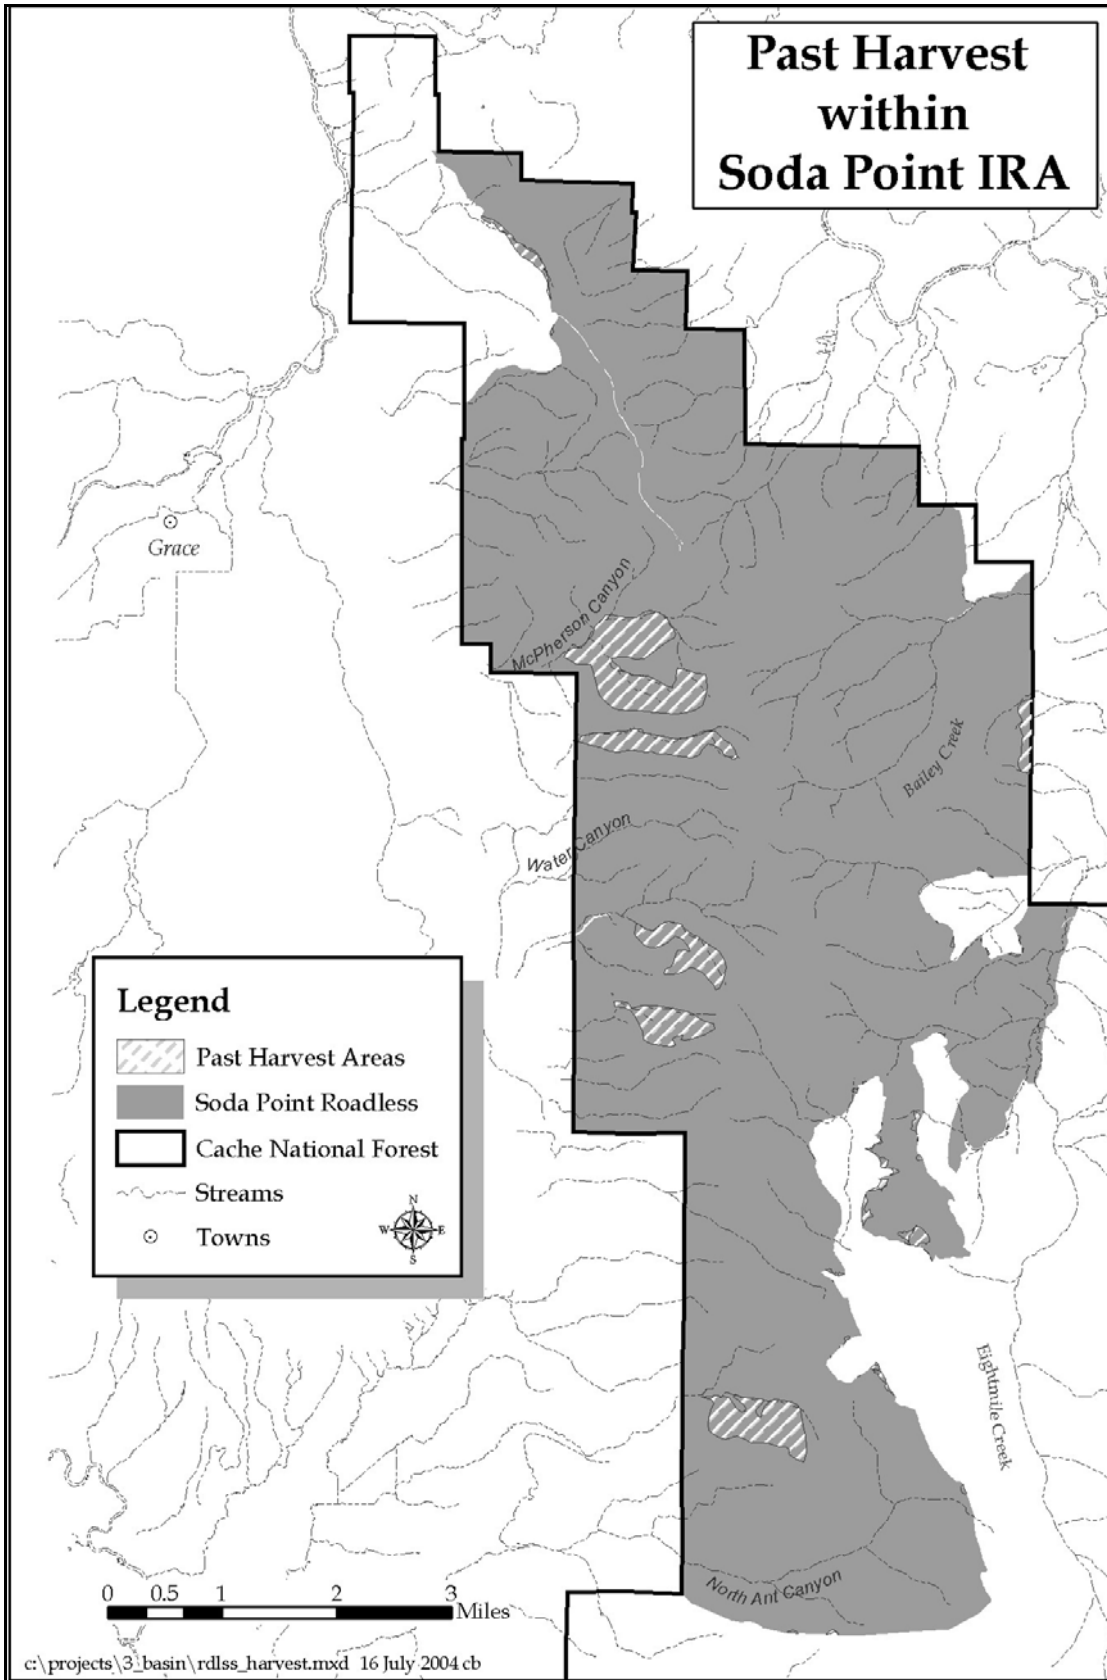 Past Harvest
within
Soda Point IRA
Grace
McPherson Canyon
Bailey Creek
Water Canyon
Legend
Past Harvest Areas
Soda Point Roadless
Cache National Forest
Streams
Towns
N
W E
S
Eightmile Creek
North Ant Canyon
0 0.5 1 2 3
Miles
c:\projects\3_basin\rdlss_harvest.mxd 16 July 2004 cb